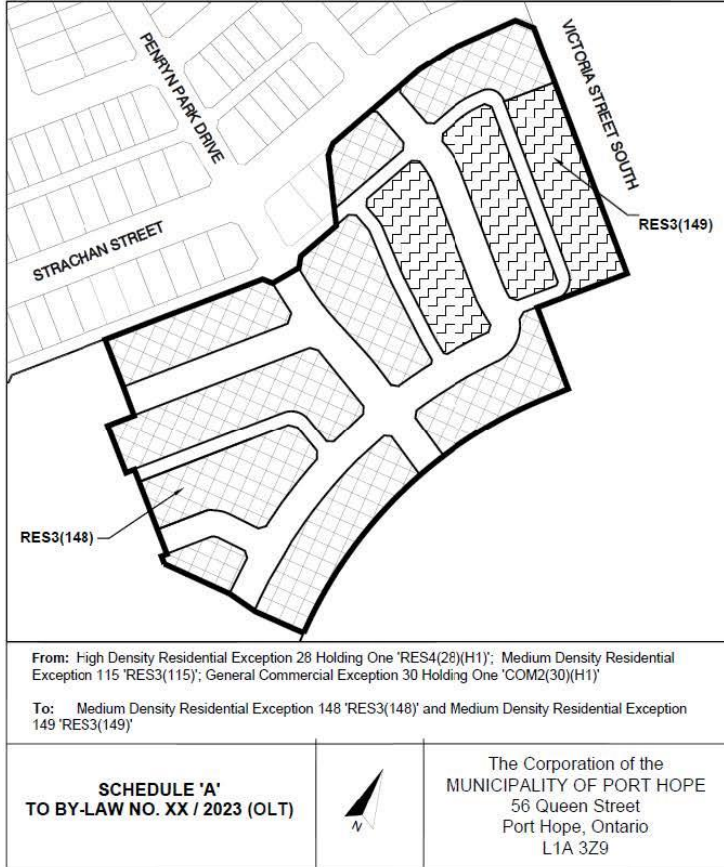 PENRYN PARK DRIVE
VICTORIA STREET SOUTH
RES3(149)
STRACHAN STREET
RES3(148)
From: High Density Residential Exception 28 Holding One 'RES4(28)(H1)'; Medium Density Residential
Exception 115 'RES3(115)'; General Commercial Exception 30 Holding One 'COM2(30)(H1)'
To: Medium Density Residential Exception 148 'RES3(148)' and Medium Density Residential Exception
149 'RES3(149)'
SCHEDULE 'A'
TO BY-LAW NO. XX / 2023 (OLT)
N
The Corporation of the
MUNICIPALITY OF PORT HOPE
56 Queen Street
Port Hope, Ontario
L1A 3Z9